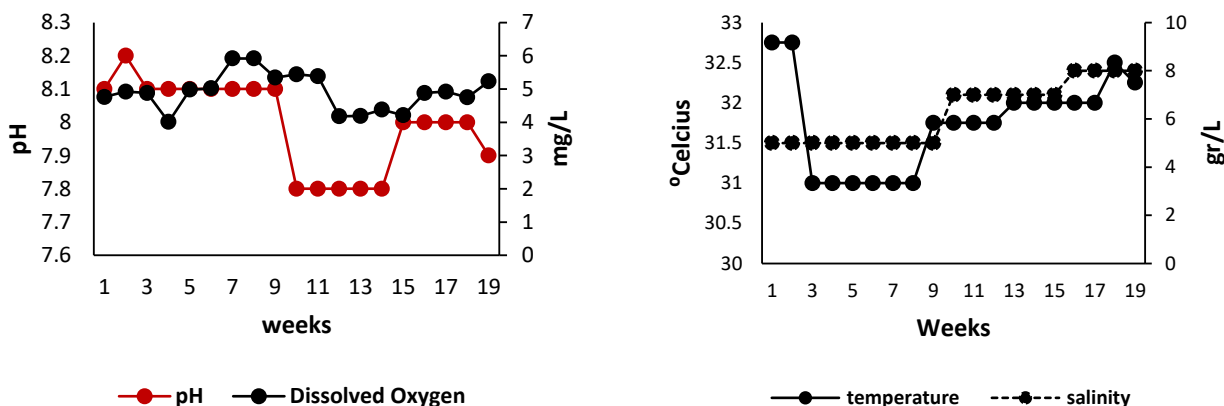 8.3
8.2
8.1
8
7.9
7.8
7.7
7.6
pH
7
6
5
4
3
2
1
0
mg/L
1 3 5 7 9 11 13 15 17 19
weeks
pH Dissolved Oxygen
33
32.5
32
31.5
31
30.5
30
ºCelcius
10
8
6
4
2
0
gr/L
1 3 5 7 9 11 13 15 17 19
Weeks
temperature salinity